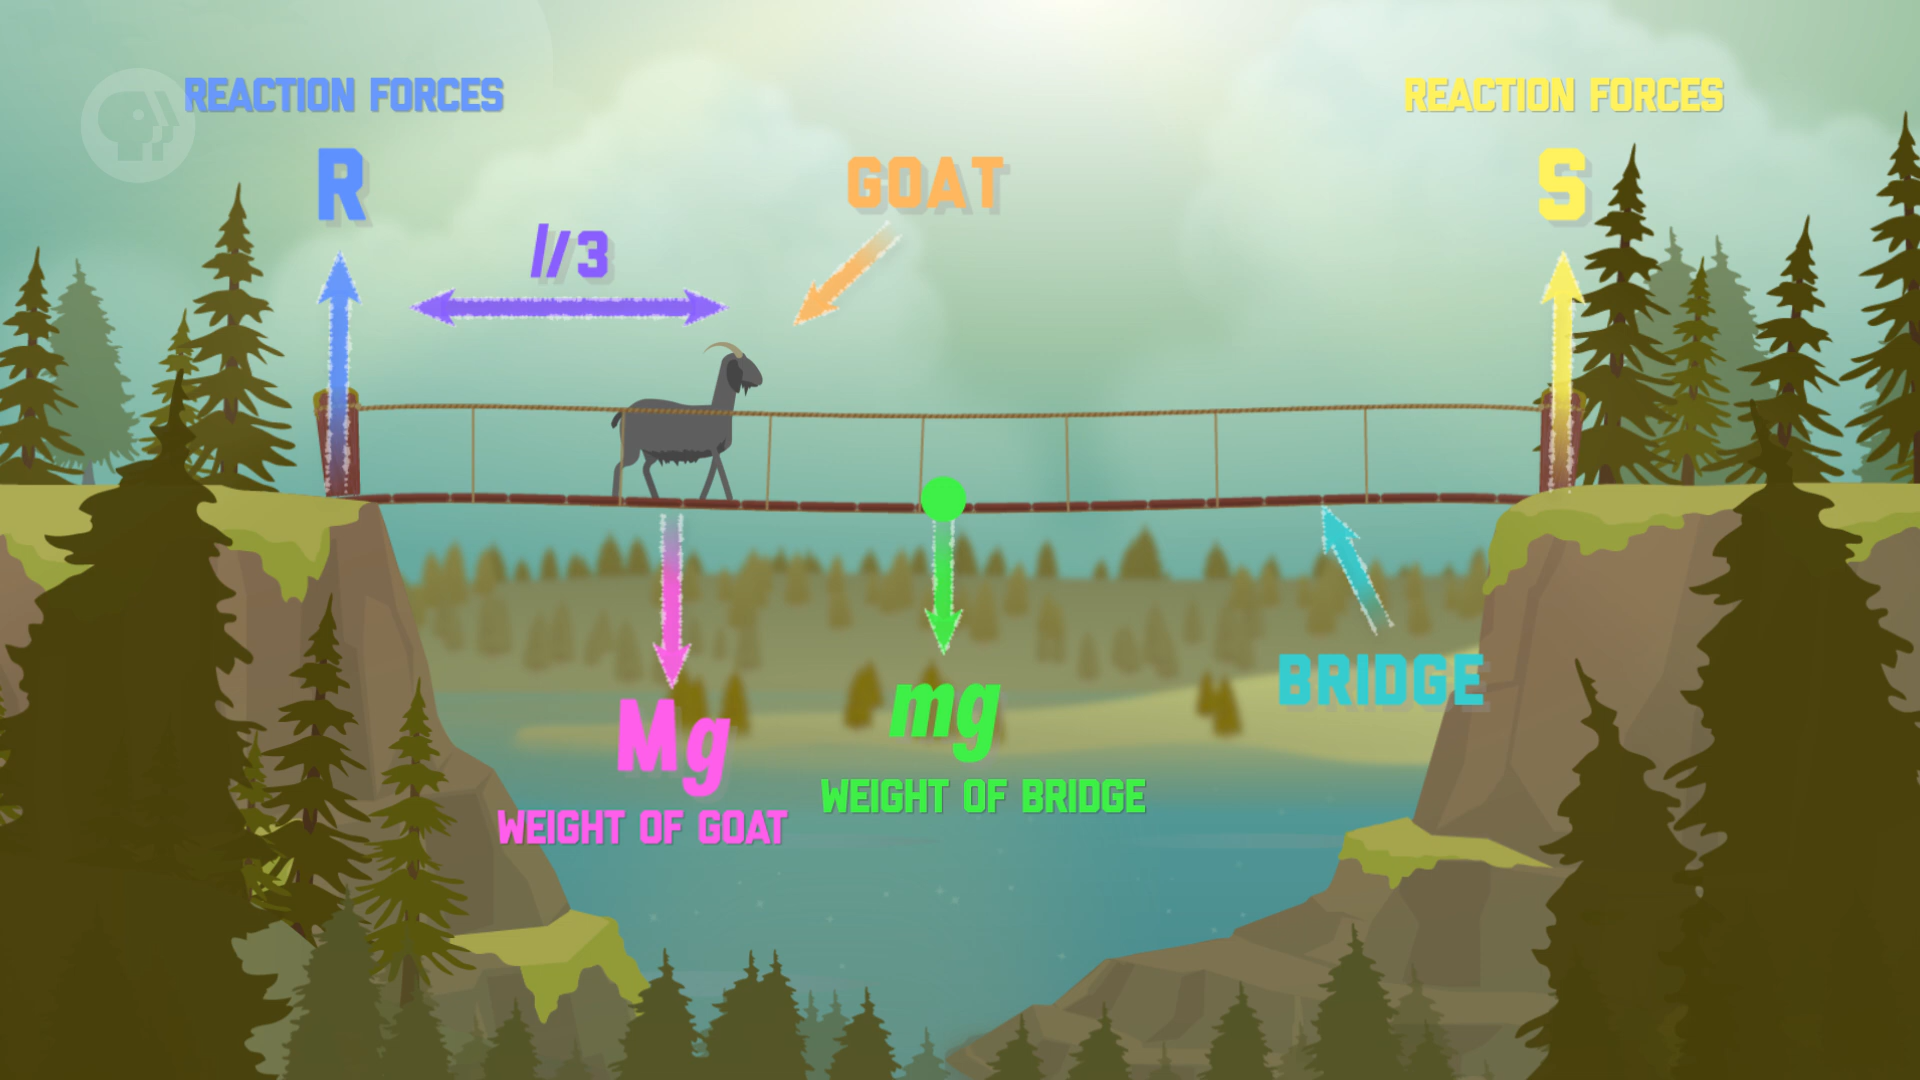 REACTION FORCES
R
l/3
GOAT
REACTION FORCES
S
Mg
WEIGHT OF GOAT
mg
WEIGHT OF BRIDGE
BRIDGE